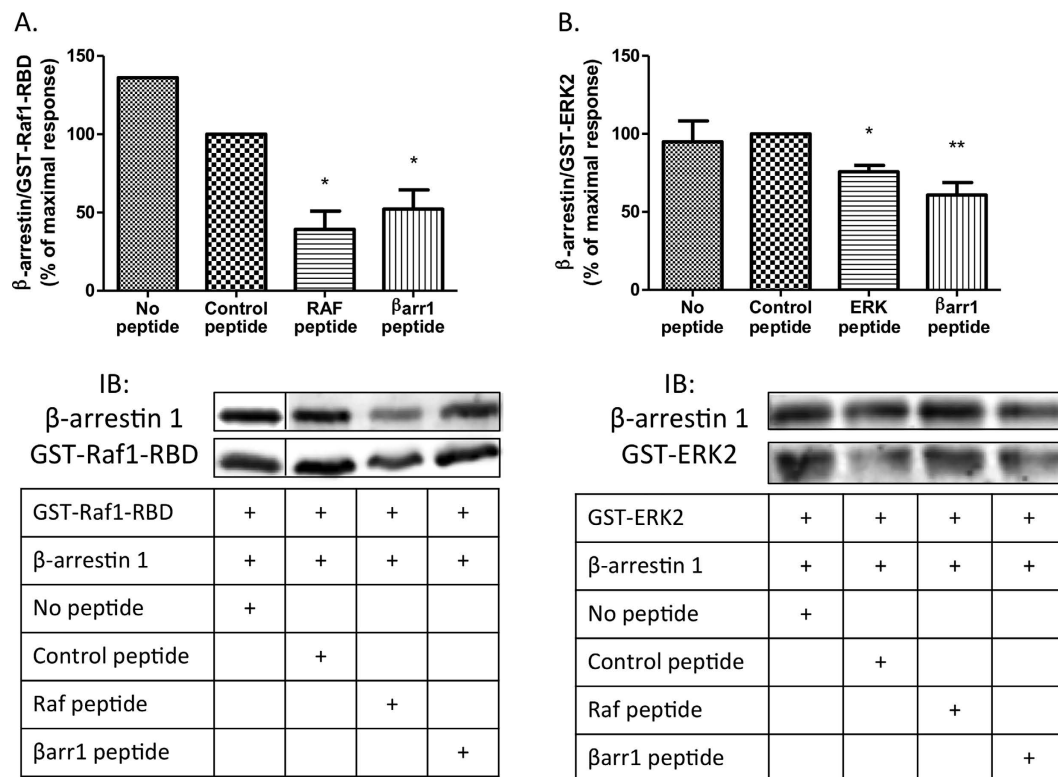 A.
β-arrestin/GST-Raf1-RBD
(% of maximal response)
150
100
50
0
*
*
No peptide
Control peptide
RAF peptide
βarr1 peptide
IB:
β-arrestin 1
GST-Raf1-RBD
GST-Raf1-RBD + + + +
β-arrestin 1 + + + +
No peptide +
Control peptide +
Raf peptide +
βarr1 peptide +
B.
β-arrestin/GST-ERK2
(% of maximal response)
150
100
50
0
*
**
No peptide
Control peptide
ERK peptide
βarr1 peptide
IB:
β-arrestin 1
GST-ERK2
GST-ERK2 + + + +
β-arrestin 1 + + + +
No peptide +
Control peptide +
Raf peptide +
βarr1 peptide +